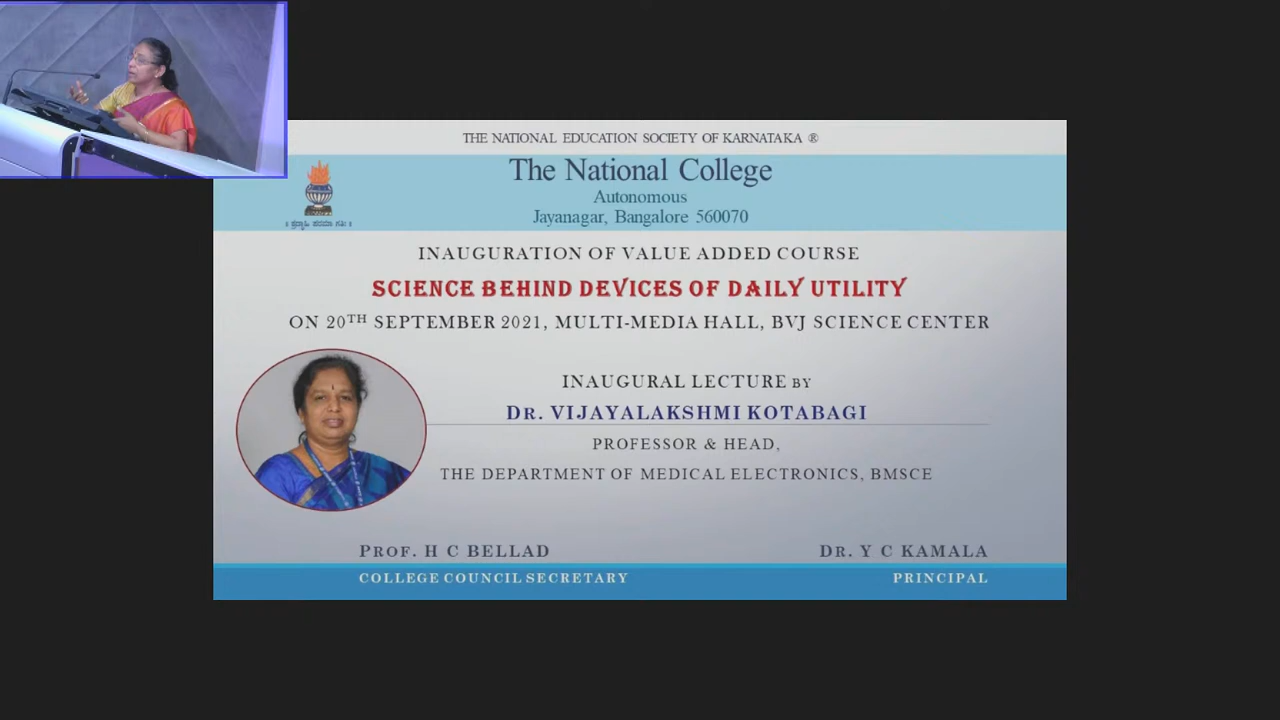 THE NATIONAL EDUCATION SOCIETY OF KARNATAKA ®
The National College
Autonomous
Jayanagar, Bangalore 560070
INAUGURATION OF VALUE ADDED COURSE
SCIENCE BEHIND DEVICES OF DAILY UTILITY
ON 20TH SEPTEMBER 2021, MULTI-MEDIA HALL, BVJ SCIENCE CENTER
INAUGURAL LECTURE BY
DR. VIJAYALAKSHMI KOTABAGI
PROFESSOR & HEAD,
THE DEPARTMENT OF MEDICAL ELECTRONICS, BMSCE
PROF. H C BELLAD
DR. Y C KAMALA
COLLEGE COUNCIL SECRETARY
PRINCIPAL